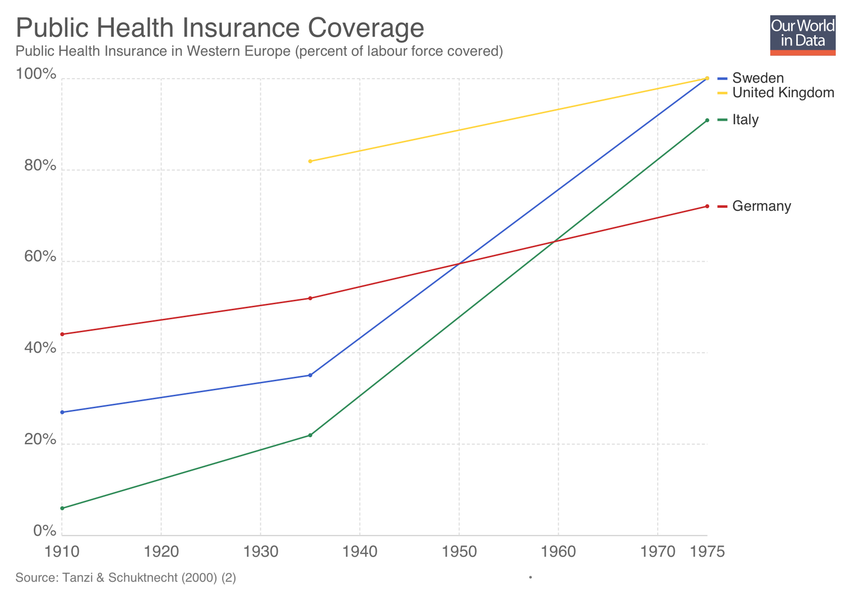 Public Health Insurance Coverage
Public Health Insurance in Western Europe (percent of labour force covered)
Our World
in Data
100%
80%
60%
40%
20%
0%
1910 1920 1930 1940 1950 1960 1970 1975
Sweden
United Kingdom
Italy
Germany
Source: Tanzi & Schuktnecht (2000) (2)